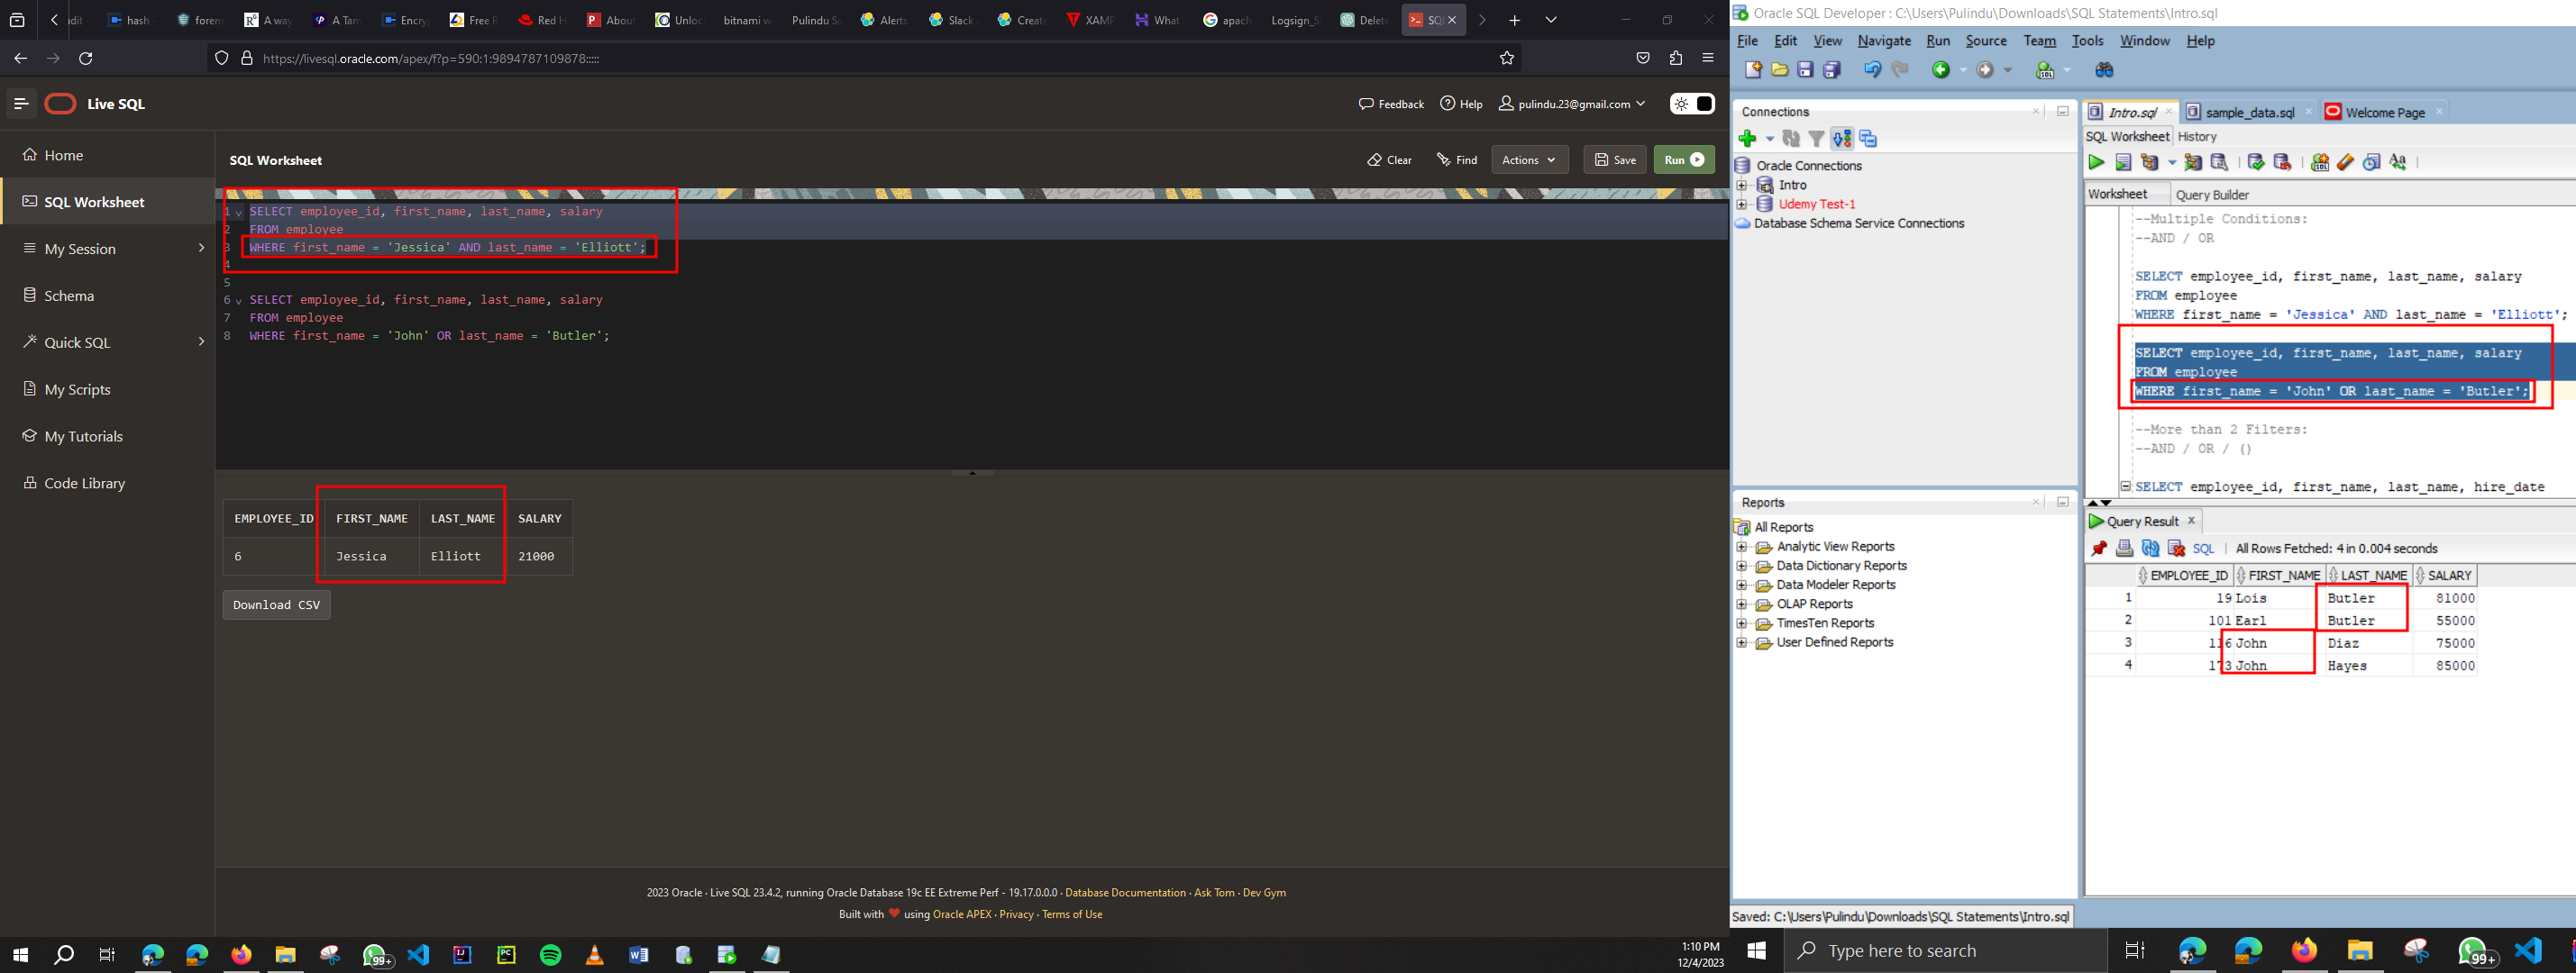 hash
foren
A way
A Tam
Encry
Free R
Red H
About
Unloc
bitnami w
Pulindu Sa
Alerts
Slack
Create
XAMP
What
apach
Logsign_S
Delete
SQL
https://livesql.oracle.com/apex/f?p=590:1:9894787109878:::::
Live SQL
Feedback
Help
pulindu.23@gmail.com
Home
SQL Worksheet
My Session
Schema
Quick SQL
My Scripts
My Tutorials
Code Library
SQL Worksheet
Clear
Find
Actions
Save
Run
1 SELECT employee_id, first_name, last_name, salary
2 FROM employee
3 WHERE first_name = 'Jessica' AND last_name = 'Elliott';
4
5
6 SELECT employee_id, first_name, last_name, salary
7 FROM employee
8 WHERE first_name = 'John' OR last_name = 'Butler';
EMPLOYEE_ID FIRST_NAME LAST_NAME SALARY
6 Jessica Elliott 21000
Download CSV
2023 Oracle · Live SQL 23.4.2, running Oracle Database 19c EE Extreme Perf - 19.17.0.0.0 · Database Documentation · Ask Tom · Dev Gym
Built with ❤ using Oracle APEX · Privacy · Terms of Use
99+
1:10 PM
12/4/2023
Oracle SQL Developer : C:\Users\Pulindu\Downloads\SQL Statements\Intro.sql
File Edit View Navigate Run Source Team Tools Window Help
Connections
Oracle Connections
Intro
Udemy Test-1
Database Schema Service Connections
Reports
All Reports
Analytic View Reports
Data Dictionary Reports
Data Modeler Reports
OLAP Reports
TimesTen Reports
User Defined Reports
Intro.sql
sample_data.sql
Welcome Page
SQL Worksheet History
Worksheet Query Builder
--Multiple Conditions:
--AND / OR
SELECT employee_id, first_name, last_name, salary
FROM employee
WHERE first_name = 'Jessica' AND last_name = 'Elliott';
SELECT employee_id, first_name, last_name, salary
FROM employee
WHERE first_name = 'John' OR last_name = 'Butler';
--More than 2 Filters:
--AND / OR / ()
SELECT employee_id, first_name, last_name, hire_date
Query Result
SQL | All Rows Fetched: 4 in 0.004 seconds
EMPLOYEE_ID FIRST_NAME LAST_NAME SALARY
1 19 Lois Butler 81000
2 101 Earl Butler 55000
3 116 John Diaz 75000
4 173 John Hayes 85000
Saved: C:\Users\Pulindu\Downloads\SQL Statements\Intro.sql
Type here to search
99+